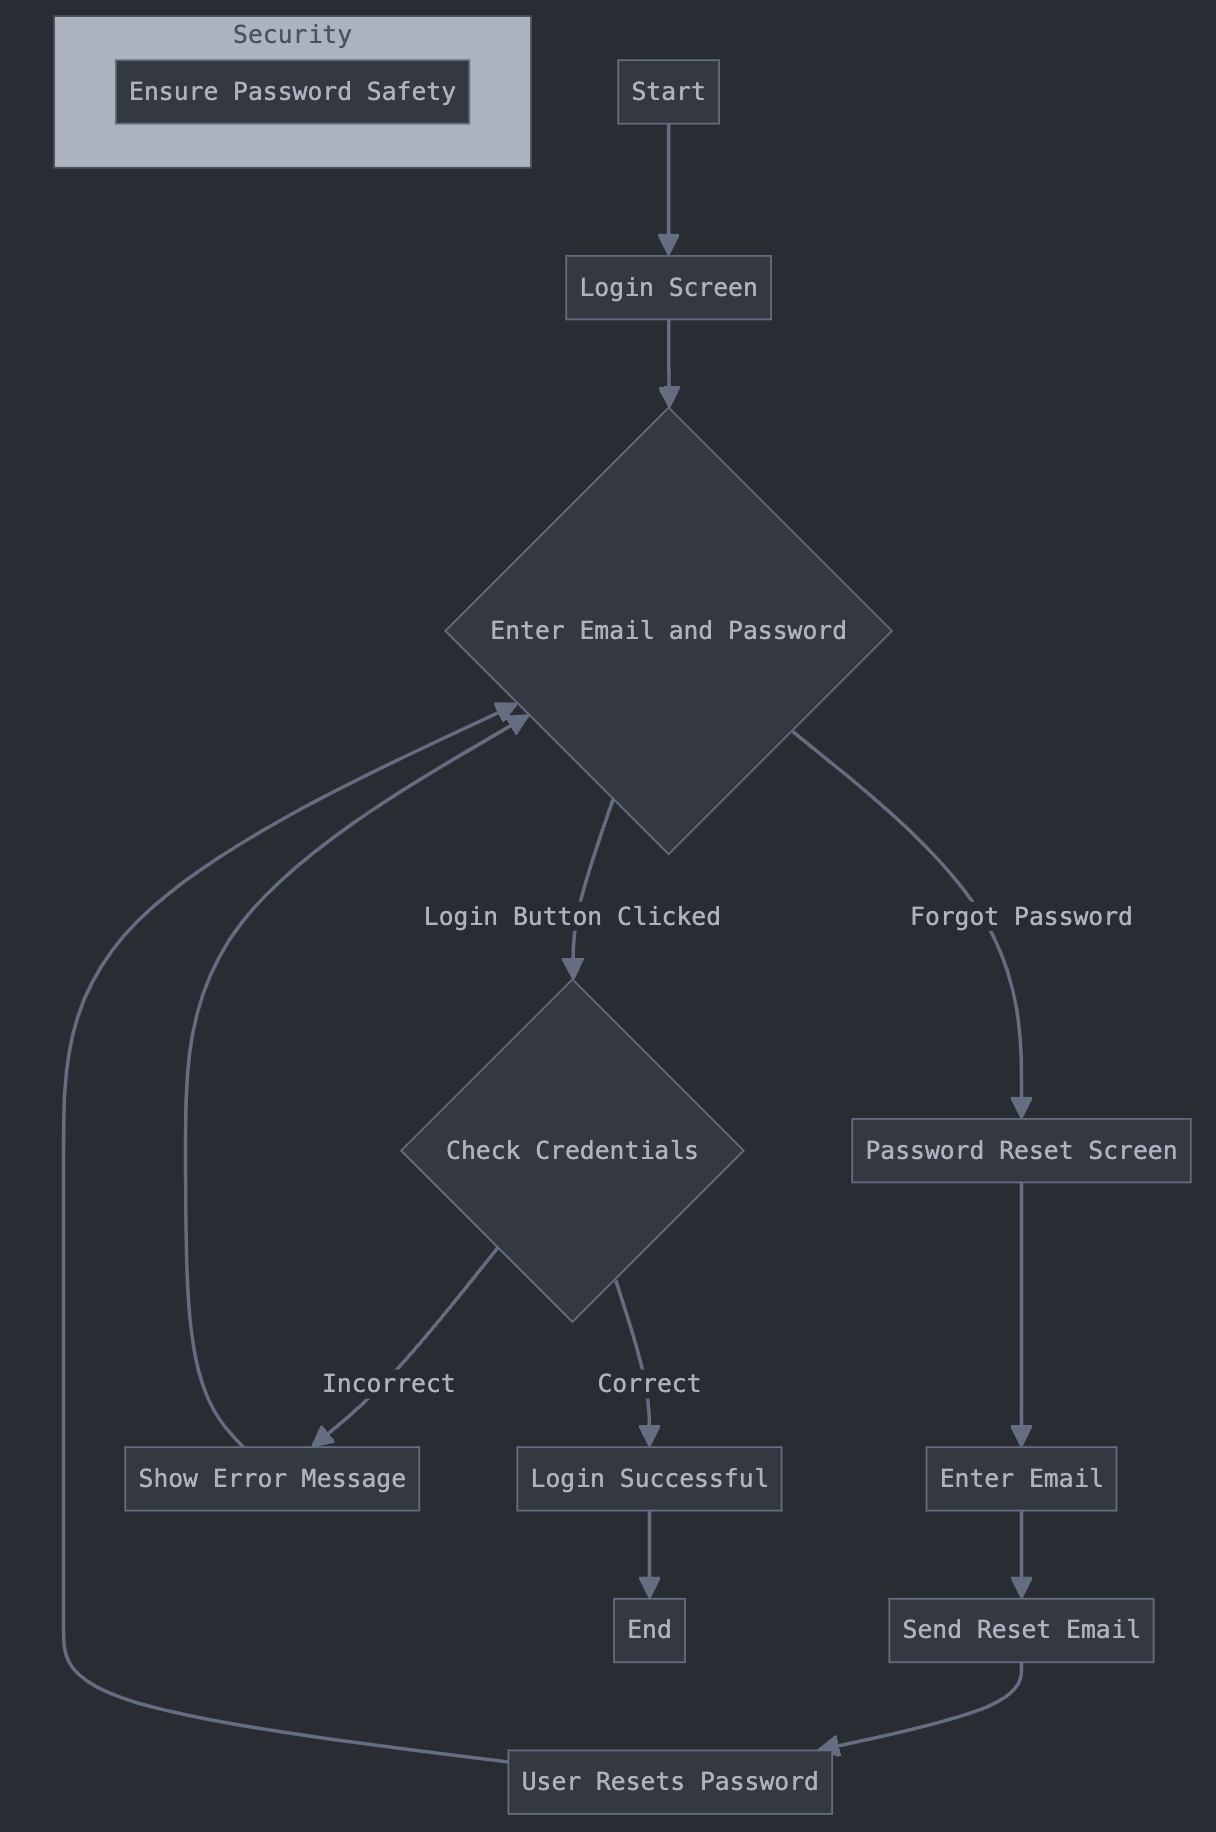 Security
Ensure Password Safety
Start
Login Screen
Enter Email and Password
Login Button Clicked
Forgot Password
Check Credentials
Password Reset Screen
Incorrect
Correct
Show Error Message
Login Successful
Enter Email
End
Send Reset Email
User Resets Password